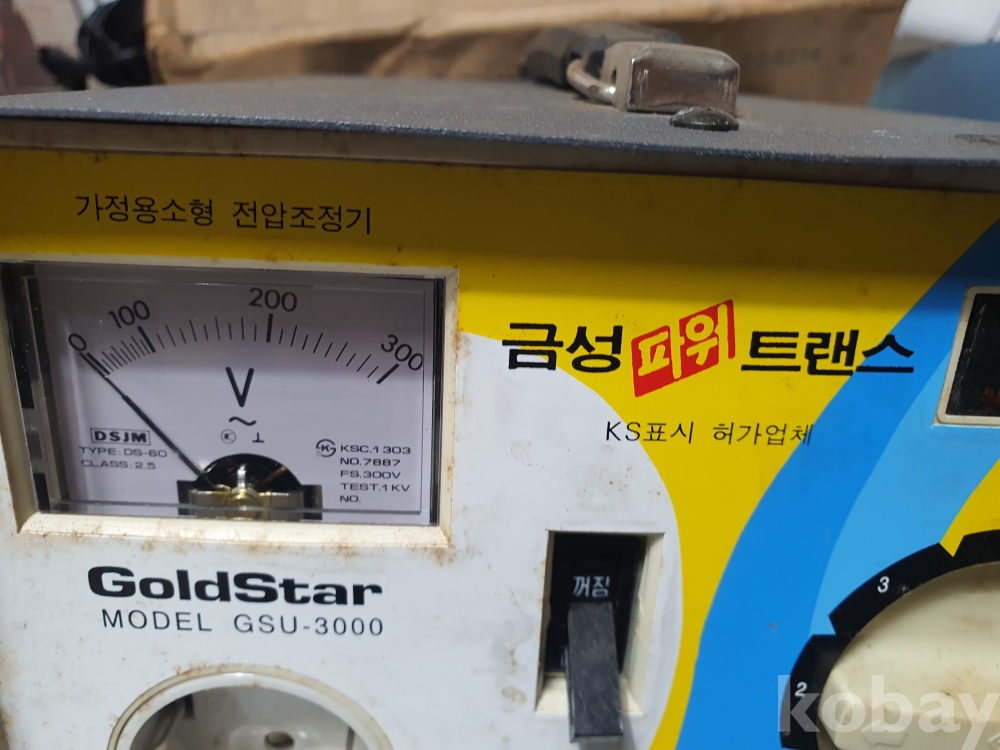 가정용소형 전압조정기
0 100 200 300
V
~
DSJM
TYPE:DS-60
CLASS:2.5
KSC.1303
NO.7887
FS.300V
TEST.1KV
NO.
금성 파워 트랜스
KS표시 허가업체
GoldStar
MODEL GSU-3000
꺼짐
3
2
kobay